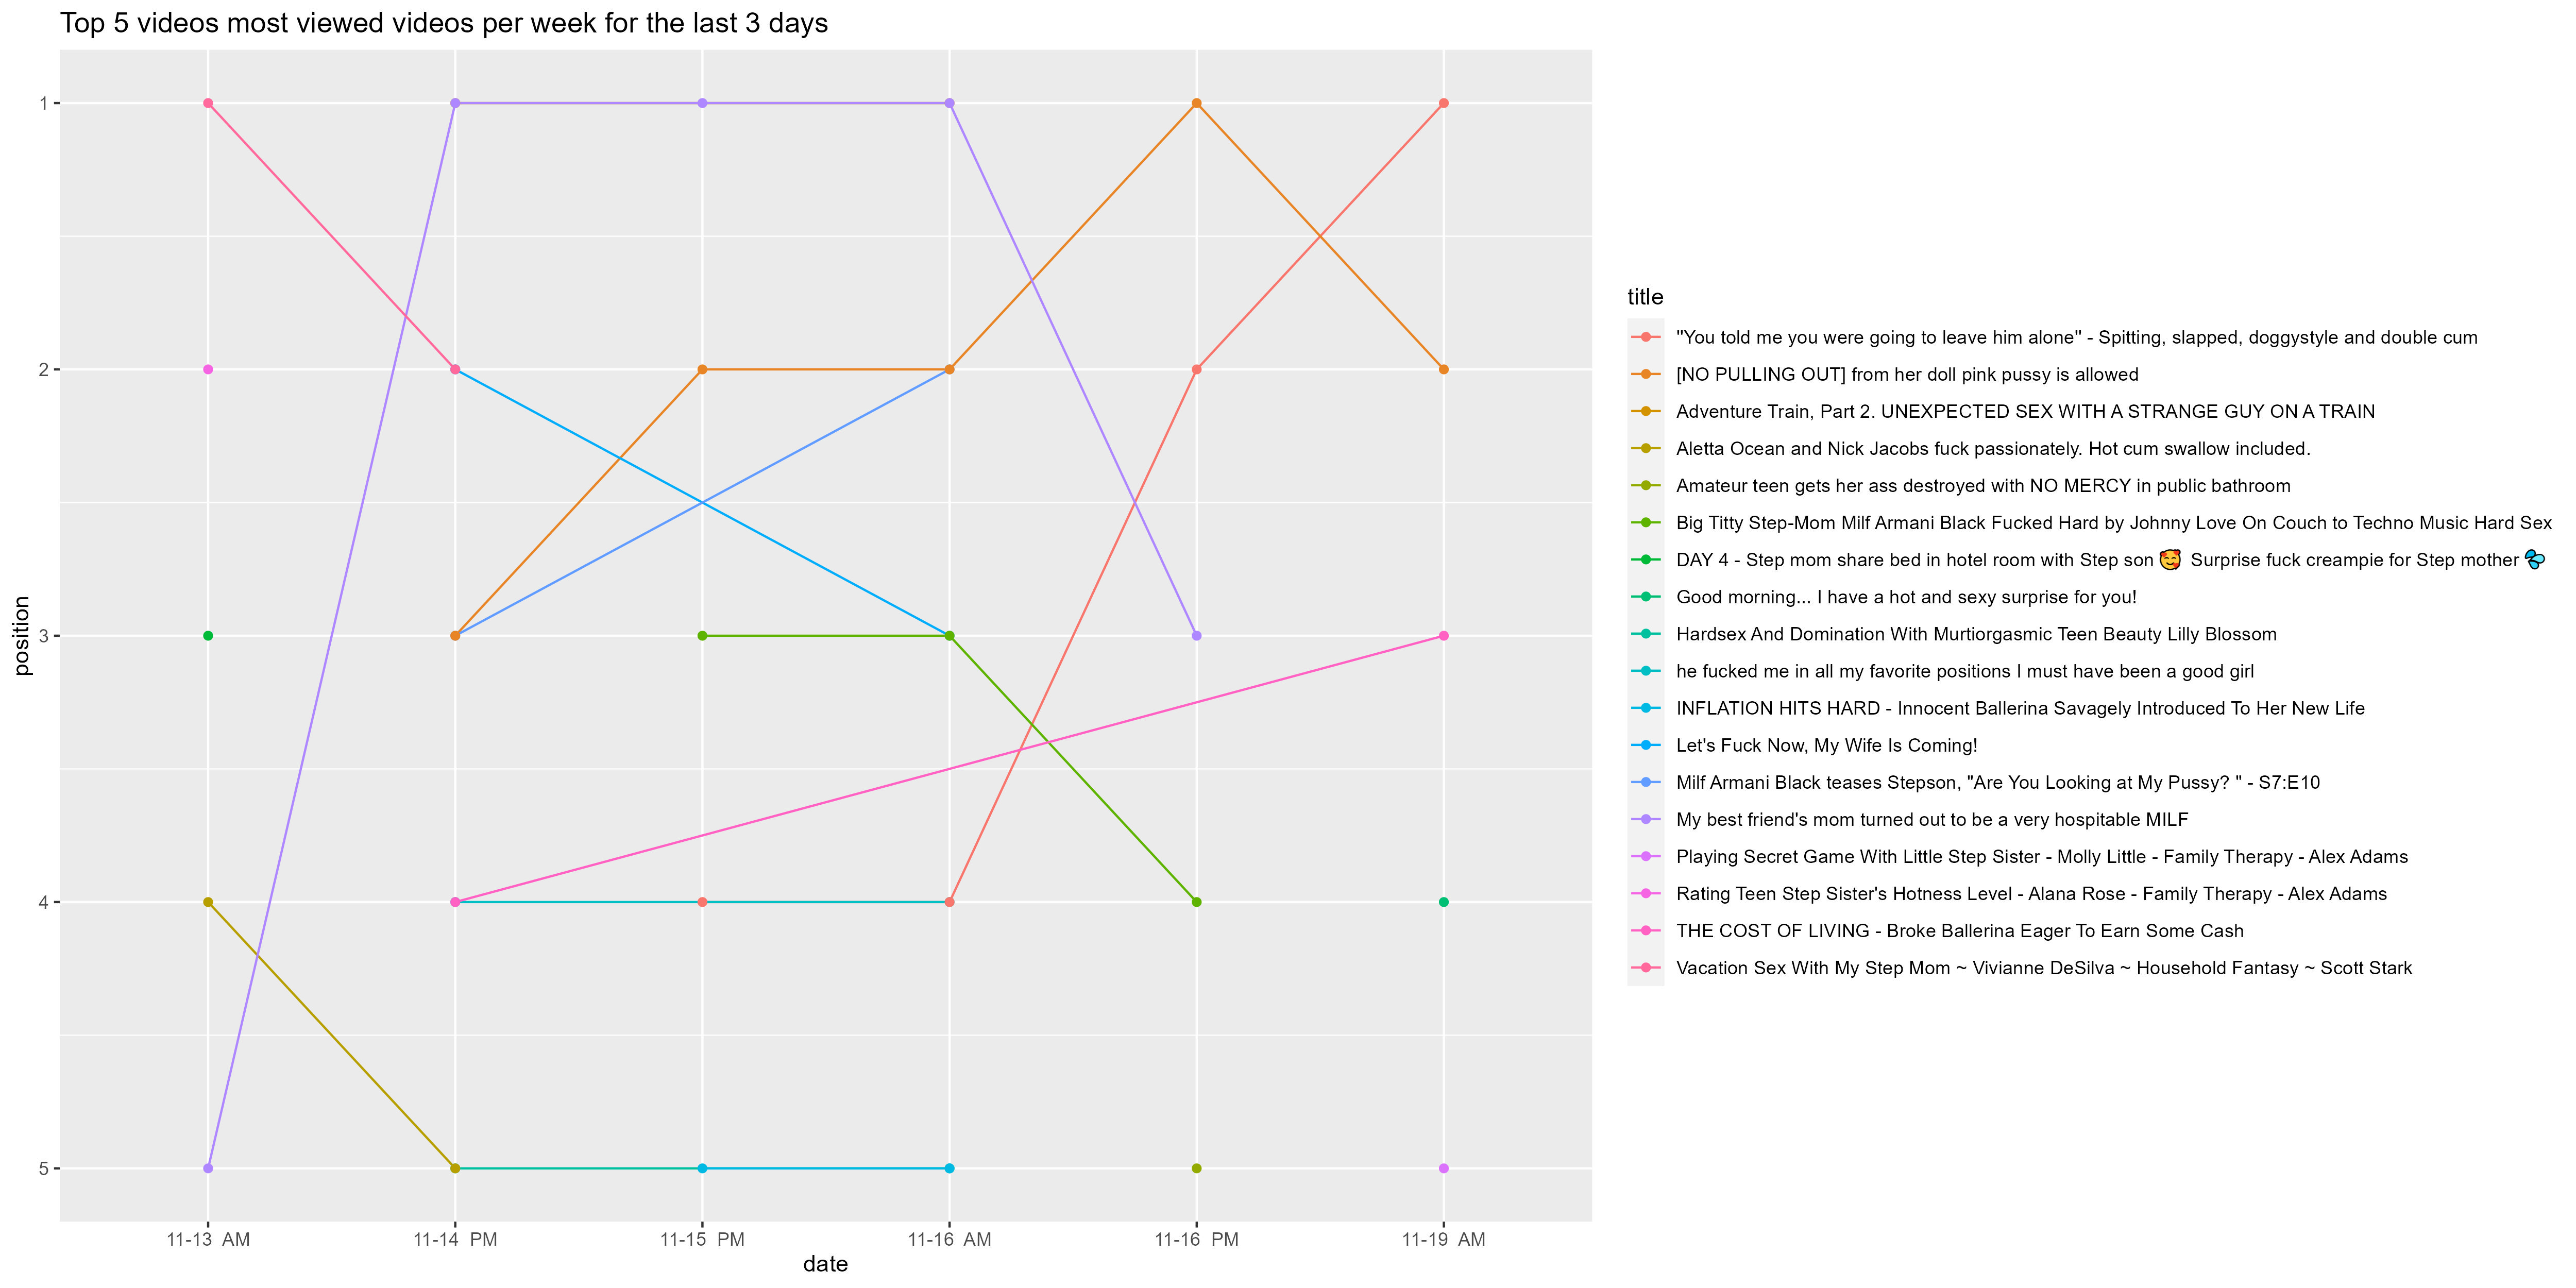 Top 5 videos most viewed videos per week for the last 3 days
position
1
2
3
4
5
11-13 AM
11-14 PM
11-15 PM
11-16 AM
11-16 PM
11-19 AM
date
title
"You told me you were going to leave him alone" - Spitting, slapped, doggystyle and double cum
[NO PULLING OUT] from her doll pink pussy is allowed
Adventure Train, Part 2. UNEXPECTED SEX WITH A STRANGE GUY ON A TRAIN
Aletta Ocean and Nick Jacobs fuck passionately. Hot cum swallow included.
Amateur teen gets her ass destroyed with NO MERCY in public bathroom
Big Titty Step-Mom Milf Armani Black Fucked Hard by Johnny Love On Couch to Techno Music Hard Sex
DAY 4 - Step mom share bed in hotel room with Step son 🥰 Surprise fuck creampie for Step mother 💦
Good morning... I have a hot and sexy surprise for you!
Hardsex And Domination With Murtiorgasmic Teen Beauty Lilly Blossom
he fucked me in all my favorite positions I must have been a good girl
INFLATION HITS HARD - Innocent Ballerina Savagely Introduced To Her New Life
Let's Fuck Now, My Wife Is Coming!
Milf Armani Black teases Stepson, "Are You Looking at My Pussy? " - S7:E10
My best friend's mom turned out to be a very hospitable MILF
Playing Secret Game With Little Step Sister - Molly Little - Family Therapy - Alex Adams
Rating Teen Step Sister's Hotness Level - Alana Rose - Family Therapy - Alex Adams
THE COST OF LIVING - Broke Ballerina Eager To Earn Some Cash
Vacation Sex With My Step Mom ~ Vivianne DeSilva ~ Household Fantasy ~ Scott Stark